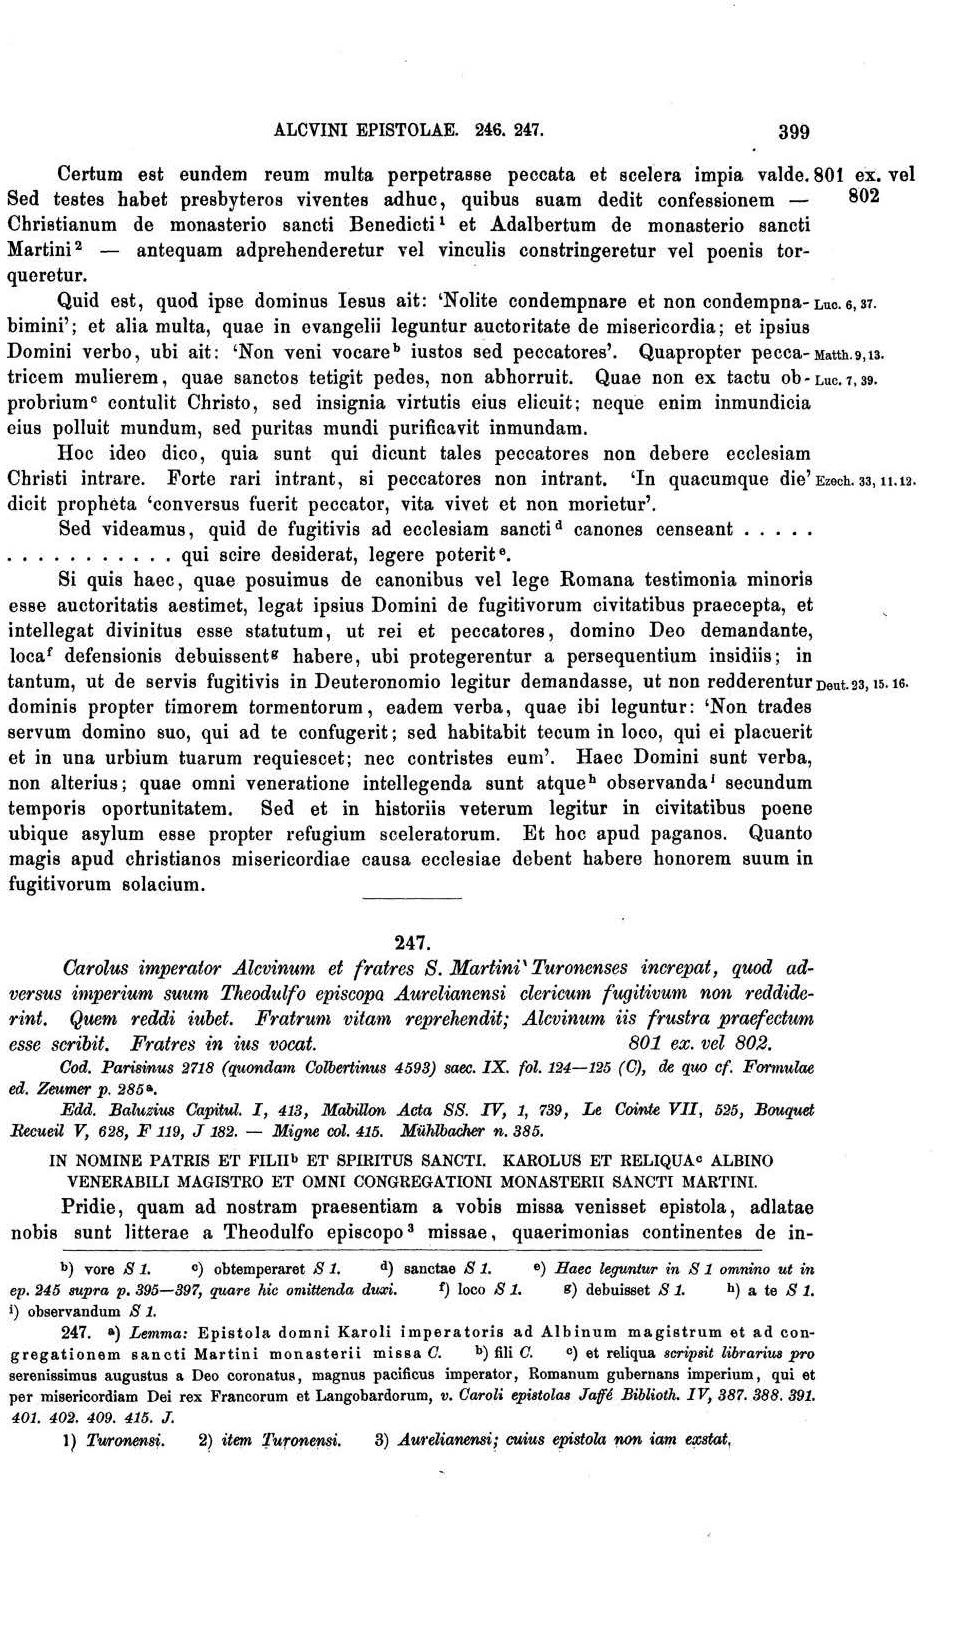 ALCVINI EPISTOLAE. 246. 247. 399
Certum est eundem reum multa perpetrasse peccata et scelera impia valde. 801 ex. vel
Sed testes habet presbyteros viventes adhuc, quibus suam dedit confessionem — 802
Christianum de monasterio sancti Benedicti¹ et Adalbertum de monasterio sancti
Martini² — antequam adprehenderetur vel vinculis constringeretur vel poenis tor-
queretur.
Quid est, quod ipse dominus Iesus ait: ‘Nolite condempnare et non condempna- Luc. 6, 37.
bimini’; et alia multa, quae in evangelii leguntur auctoritate de misericordia; et ipsius
Domini verbo, ubi ait: ‘Non veni vocareᵇ iustos sed peccatores’. Quapropter pecca- Matth. 9, 13.
tricem mulierem, quae sanctos tetigit pedes, non abhorruit. Quae non ex tactu ob- Luc. 7, 39.
probriumᶜ contulit Christo, sed insignia virtutis eius elicuit; neque enim inmundicia
eius polluit mundum, sed puritas mundi purificavit inmundam.
Hoc ideo dico, quia sunt qui dicunt tales peccatores non debere ecclesiam
Christi intrare. Forte rari intrant, si peccatores non intrant. ‘In quacumque die’ Ezech. 33, 11. 12.
dicit propheta ‘conversus fuerit peccator, vita vivet et non morietur’.
Sed videamus, quid de fugitivis ad ecclesiam sanctiᵈ canones censeant . . . . .
. . . . . . . . . . . qui scire desiderat, legere poteritᵉ.
Si quis haec, quae posuimus de canonibus vel lege Romana testimonia minoris
esse auctoritatis aestimet, legat ipsius Domini de fugitivorum civitatibus praecepta, et
intellegat divinitus esse statutum, ut rei et peccatores, domino Deo demandante,
locaᶠ defensionis debuissentᵍ habere, ubi protegerentur a persequentium insidiis; in
tantum, ut de servis fugitivis in Deuteronomio legitur demandasse, ut non redderentur Deut. 23, 15. 16.
dominis propter timorem tormentorum, eadem verba, quae ibi leguntur: ‘Non trades
servum domino suo, qui ad te confugerit; sed habitabit tecum in loco, qui ei placuerit
et in una urbium tuarum requiescet; nec contristes eum’. Haec Domini sunt verba,
non alterius; quae omni veneratione intellegenda sunt atqueʰ observandaⁱ secundum
temporis oportunitatem. Sed et in historiis veterum legitur in civitatibus poene
ubique asylum esse propter refugium sceleratorum. Et hoc apud paganos. Quanto
magis apud christianos misericordiae causa ecclesiae debent habere honorem suum in
fugitivorum solacium.
247.
Carolus imperator Alcvinum et fratres S. Martini Turonenses increpat, quod ad-
versus imperium suum Theodulfo episcopo Aurelianensi clericum fugitivum non reddide-
rint. Quem reddi iubet. Fratrum vitam reprehendit; Alcvinum iis frustra praefectum
esse scribit. Fratres in ius vocat. 801 ex. vel 802.
Cod. Parisinus 2718 (quondam Colbertinus 4593) saec. IX. fol. 124—125 (C), de quo cf. Formulae
ed. Zeumer p. 285ᵃ.
Edd. Baluzius Capitul. I, 413, Mabillon Acta SS. IV, 1, 739, Le Cointe VII, 525, Bouquet
Recueil V, 628, F 119, J 182. — Migne col. 415. Mühlbacher n. 385.
IN NOMINE PATRIS ET FILIIᵇ ET SPIRITUS SANCTI. KAROLUS ET RELIQUAᶜ ALBINO
VENERABILI MAGISTRO ET OMNI CONGREGATIONI MONASTERII SANCTI MARTINI.
Pridie, quam ad nostram praesentiam a vobis missa venisset epistola, adlatae
nobis sunt litterae a Theodulfo episcopo³ missae, quaerimonias continentes de in-
ᵇ) vore S 1. ᶜ) obtemperaret S 1. ᵈ) sanctae S 1. ᵉ) Haec leguntur in S 1 omnino ut in
ep. 245 supra p. 395—397, quare hic omittenda duxi. ᶠ) loco S 1. ᵍ) debuisset S 1. ʰ) a te S 1.
ⁱ) observandum S 1.
247. ᵃ) Lemma: Epistola domni Karoli imperatoris ad Albinum magistrum et ad con-
gregationem sancti Martini monasterii missa C. ᵇ) fili C. ᶜ) et reliqua scripsit librarius pro
serenissimus augustus a Deo coronatus, magnus pacificus imperator, Romanum gubernans imperium, qui et
per misericordiam Dei rex Francorum et Langobardorum, v. Caroli epistolas Jaffé Biblioth. IV, 387. 388. 391.
401. 402. 409. 415. J.
1) Turonensi. 2) item Turonensi. 3) Aurelianensi; cuius epistola non iam exstat.